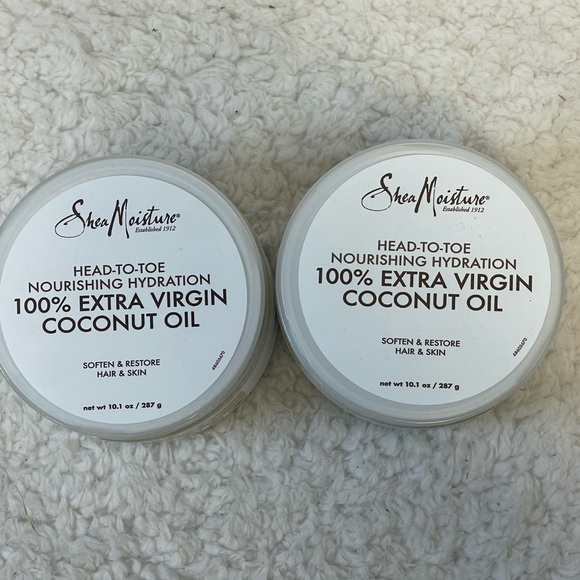 SheaMoisture®
Established 1912
HEAD-TO-TOE
NOURISHING HYDRATION
100% EXTRA VIRGIN
COCONUT OIL
SOFTEN & RESTORE
HAIR & SKIN
net wt 10.1 oz / 287 g
SheaMoisture®
Established 1912
HEAD-TO-TOE
NOURISHING HYDRATION
100% EXTRA VIRGIN
COCONUT OIL
SOFTEN & RESTORE
HAIR & SKIN
net wt 10.1 oz / 287 g